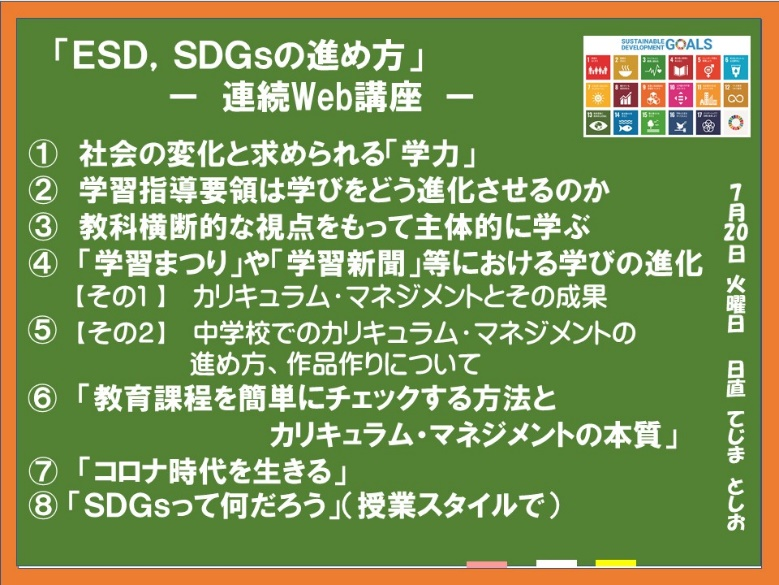 「ESD，SDGsの進め方」
― 連続Web講座 ―
SUSTAINABLE
DEVELOPMENT GOALS
① 社会の変化と求められる「学力」
② 学習指導要領は学びをどう進化させるのか
③ 教科横断的な視点をもって主体的に学ぶ
④ 「学習まつり」や「学習新聞」等における学びの進化
【その1】 カリキュラム・マネジメントとその成果
⑤ 【その2】 中学校でのカリキュラム・マネジメントの
進め方、作品作りについて
⑥ 「教育課程を簡単にチェックする方法と
カリキュラム・マネジメントの本質」
⑦ 「コロナ時代を生きる」
⑧ 「SDGsって何だろう」（授業スタイルで）
7月20日 火曜日 日直 てじま としお